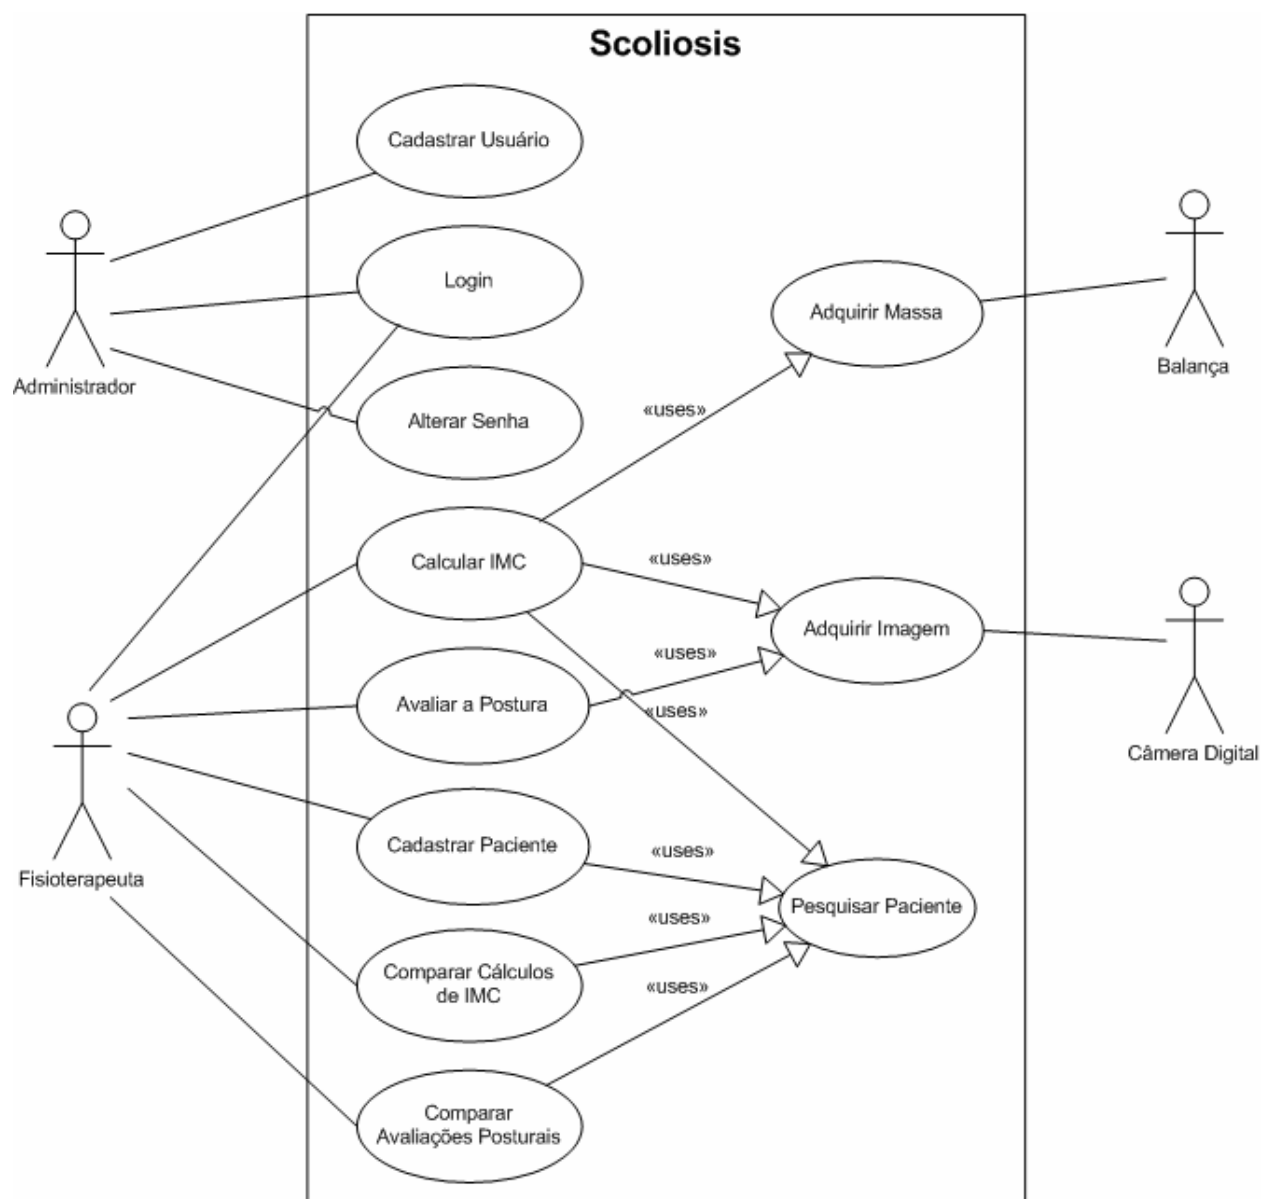 Scoliosis
Cadastrar Usuário
Login
Adquirir Massa
Administrador
Balança
Alterar Senha
«uses»
Calcular IMC
«uses»
Adquirir Imagem
«uses»
Avaliar a Postura
«uses»
Câmera Digital
Cadastrar Paciente
«uses»
Fisioterapeuta
Pesquisar Paciente
«uses»
Comparar Cálculos
de IMC
«uses»
Comparar
Avaliações Posturais